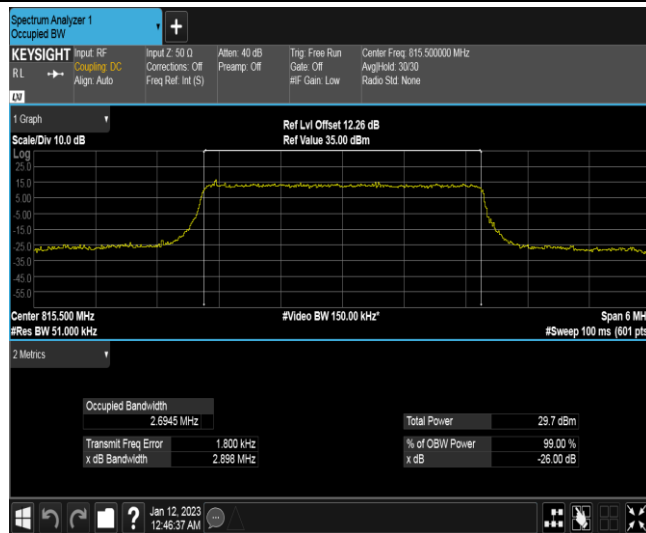 Spectrum Analyzer 1
Occupied BW
+
KEYSIGHT
RL
Input: RF
Coupling: DC
Align: Auto
Input Z: 50 Ω
Corrections: Off
Freq Ref: Int (S)
Atten: 40 dB
Preamp: Off
Trig: Free Run
Gate: Off
#IF Gain: Low
Center Freq: 815.500000 MHz
Avg|Hold: 30/30
Radio Std: None
LXI
1 Graph
Scale/Div 10.0 dB
Ref Lvl Offset 12.26 dB
Ref Value 35.00 dBm
Log
25.0
15.0
5.00
-5.00
-15.0
-25.0
-35.0
-45.0
-55.0
Center 815.500 MHz
#Video BW 150.00 kHz*
Span 6 MH
#Res BW 51.000 kHz
#Sweep 100 ms (601 pts
2 Metrics
Occupied Bandwidth
2.6945 MHz
Total Power 29.7 dBm
Transmit Freq Error 1.800 kHz
% of OBW Power 99.00 %
x dB Bandwidth 2.898 MHz
x dB -26.00 dB
?
Jan 12, 2023
12:46:37 AM